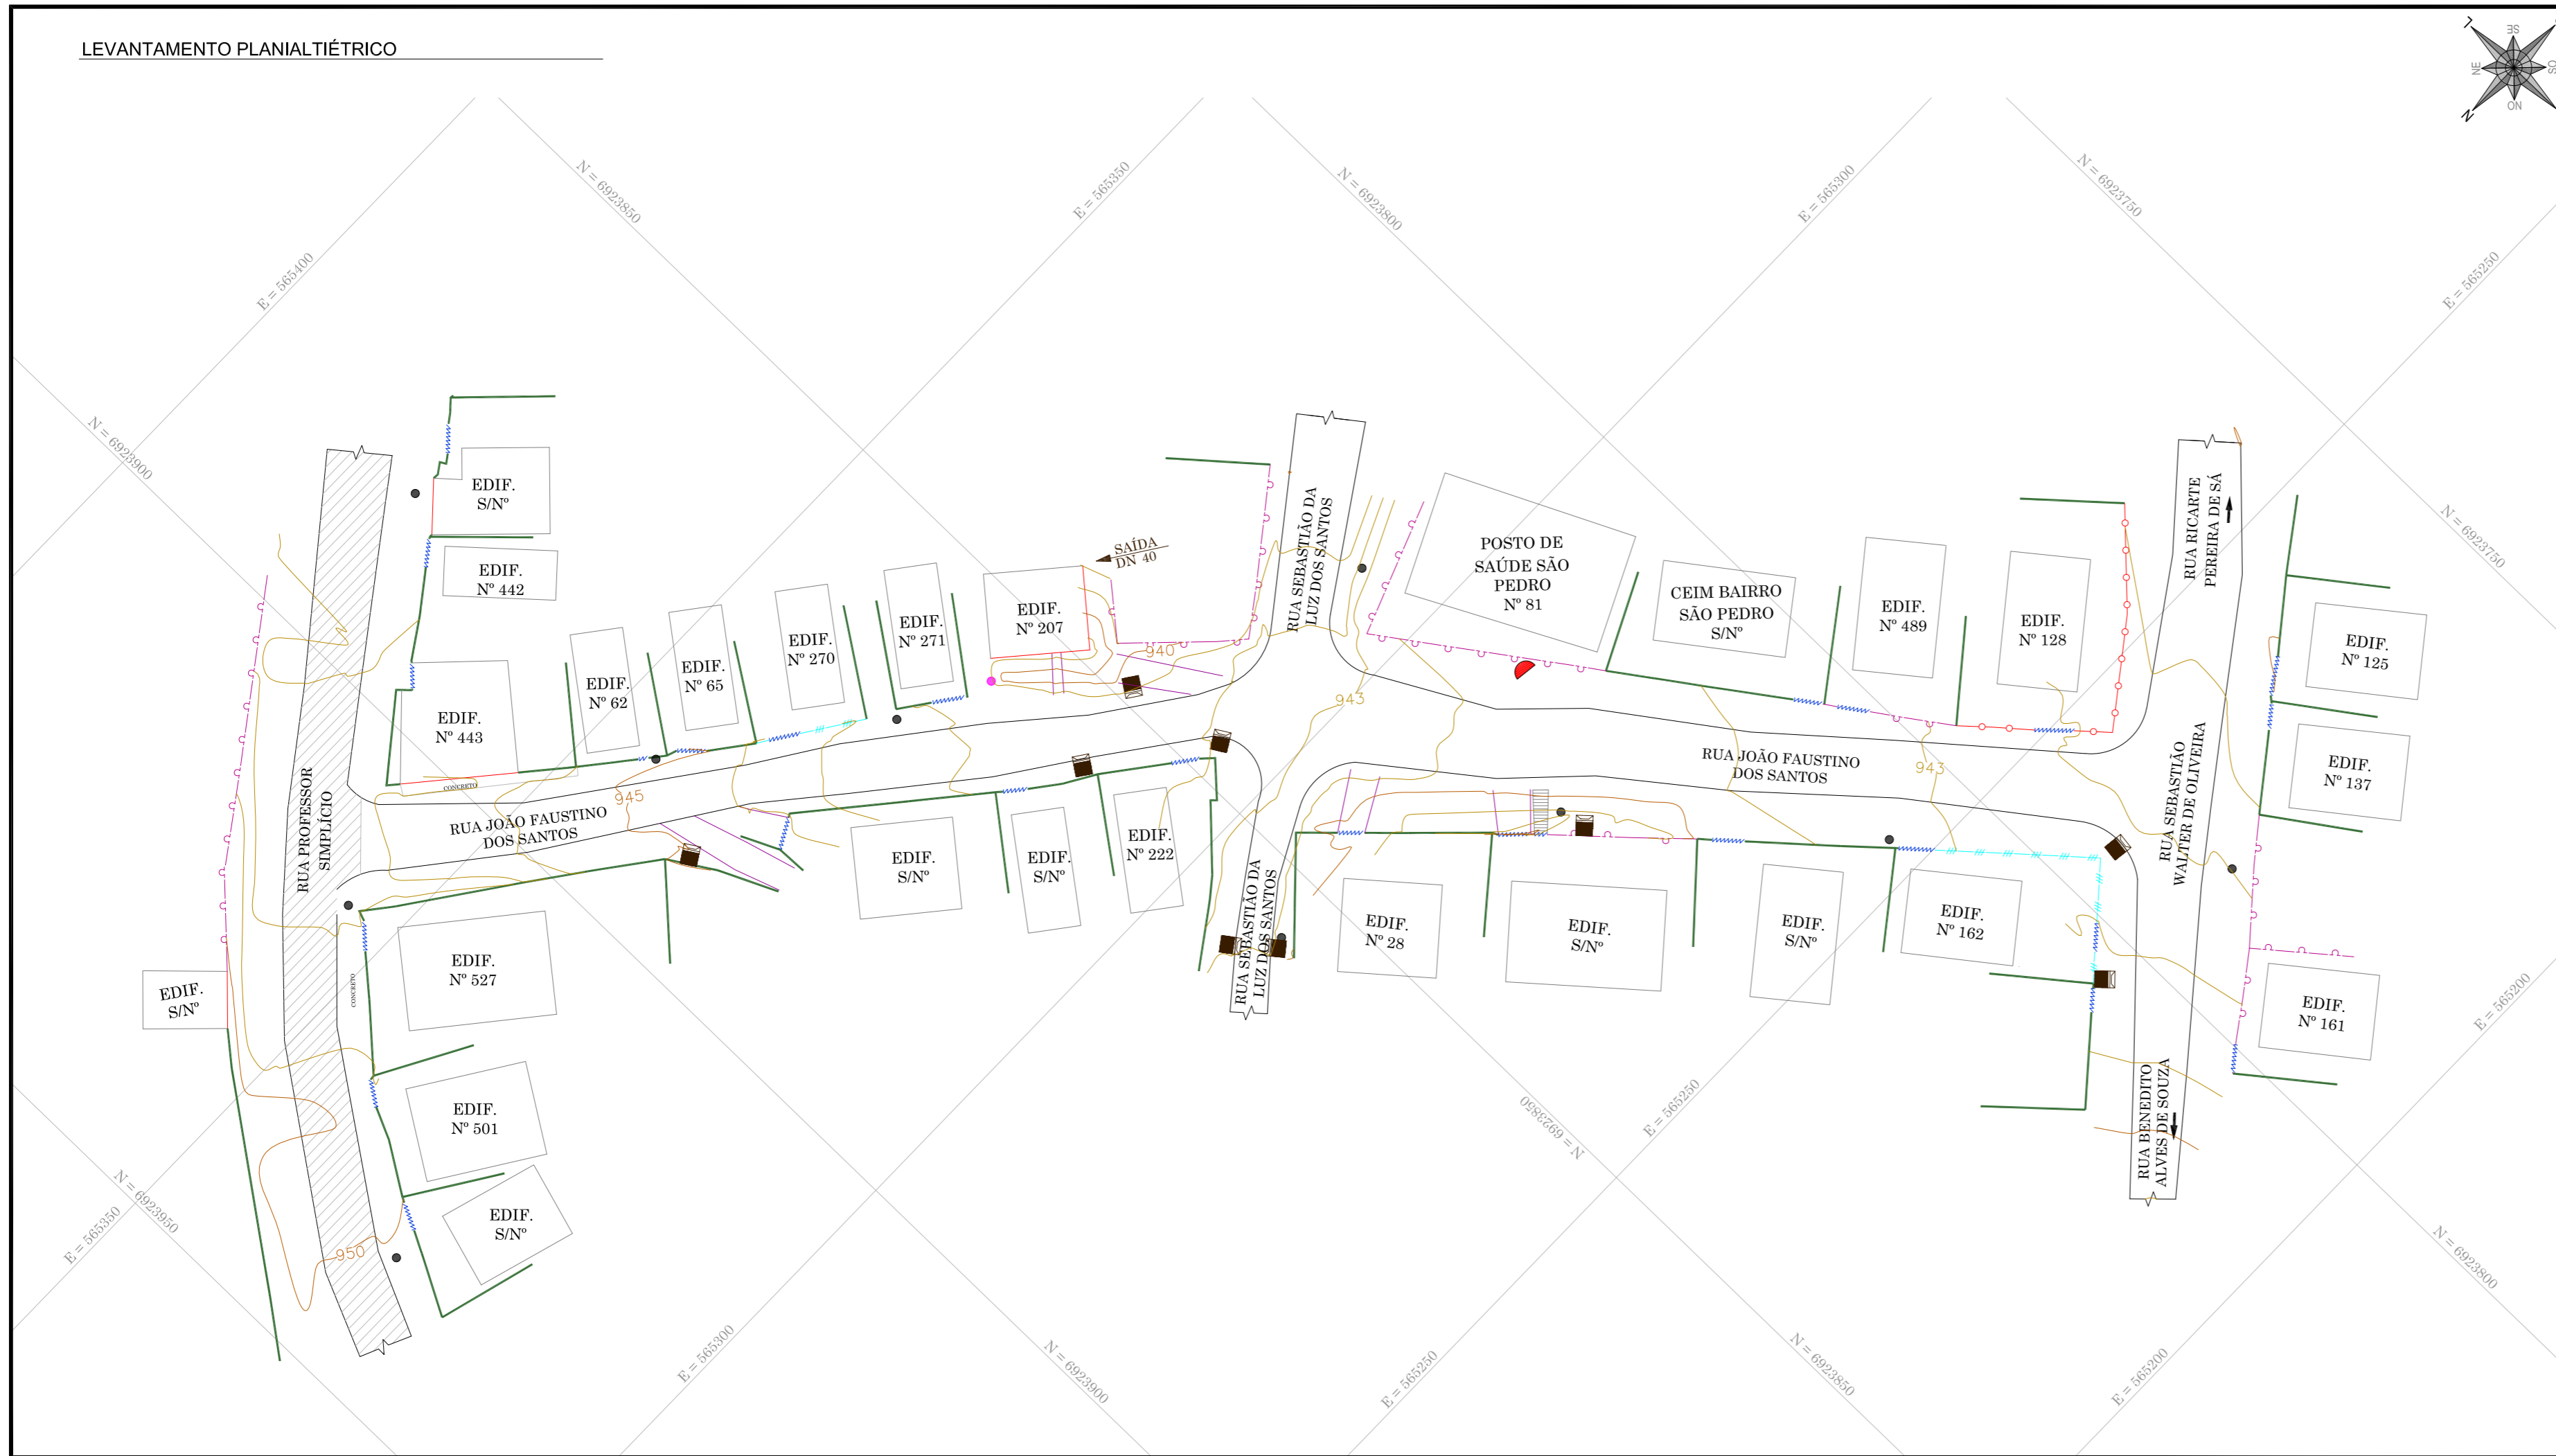 LEVANTAMENTO PLANIALTIÉTRICO
SE
NE
SO
NO
N
L
N = 6923850
E = 565350
N = 6923800
E = 565300
N = 6923750
E = 565250
E = 565400
N = 6923900
N = 6923750
EDIF.
S/Nº
EDIF.
Nº 442
EDIF.
Nº 443
CONCRETO
EDIF.
Nº 62
EDIF.
Nº 65
EDIF.
Nº 270
EDIF.
Nº 271
EDIF.
Nº 207
SAÍDA
DN 40
940
RUA SEBASTIÃO DA
LUZ DOS SANTOS
POSTO DE
SAÚDE SÃO
PEDRO
Nº 81
CEIM BAIRRO
SÃO PEDRO
S/Nº
EDIF.
Nº 489
EDIF.
Nº 128
RUA RICARTE
PEREIRA DE SÁ
EDIF.
Nº 125
EDIF.
Nº 137
943
943
RUA JOÃO FAUSTINO
DOS SANTOS
RUA SEBASTIÃO
WALTER DE OLIVEIRA
RUA PROFESSOR
SIMPLÍCIO
945
RUA JOÃO FAUSTINO
DOS SANTOS
EDIF.
S/Nº
EDIF.
S/Nº
EDIF.
Nº 222
RUA SEBASTIÃO DA
LUZ DOS SANTOS
EDIF.
Nº 28
EDIF.
S/Nº
EDIF.
S/Nº
EDIF.
Nº 162
EDIF.
Nº 161
EDIF.
S/Nº
CONCRETO
EDIF.
Nº 527
EDIF.
Nº 501
EDIF.
S/Nº
950
RUA BENEDITO
ALVES DE SOUZA
E = 565200
N = 6923850
E = 565250
E = 565350
N = 6923950
E = 565300
N = 6923900
E = 565250
N = 6923850
E = 565200
N = 6923800